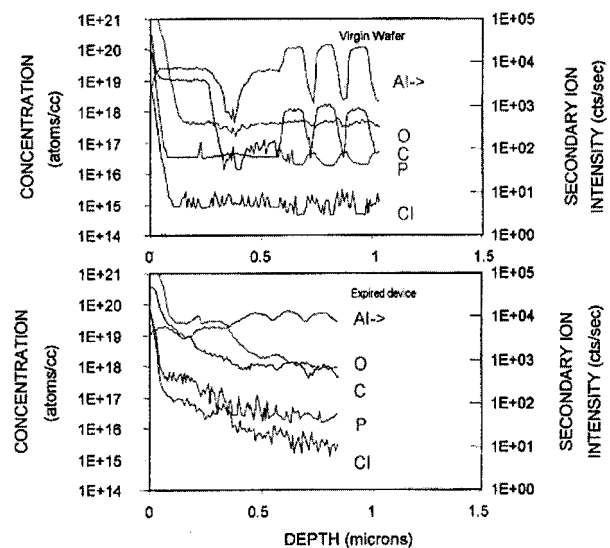 CONCENTRATION
(atoms/cc)
1E+21
1E+20
1E+19
1E+18
1E+17
1E+16
1E+15
1E+14
Virgin Wafer
Al->
O
C
P
Cl
1E+05
1E+04
1E+03
1E+02
1E+01
1E+00
SECONDARY ION
INTENSITY (cts/sec)
0 0.5 1 1.5
CONCENTRATION
(atoms/cc)
1E+21
1E+20
1E+19
1E+18
1E+17
1E+16
1E+15
1E+14
Expired device
Al->
O
C
P
Cl
1E+05
1E+04
1E+03
1E+02
1E+01
1E+00
SECONDARY ION
INTENSITY (cts/sec)
0 0.5 1 1.5
DEPTH (microns)